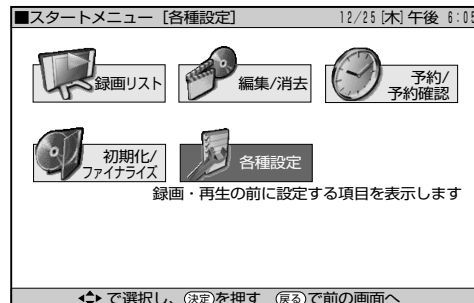 ■スタートメニュー [各種設定] 12/25[木]午後 6:05
録画リスト
編集/消去
予約/
予約確認
初期化/
ファイナライズ
各種設定
録画・再生の前に設定する項目を表示します
で選択し、決定を押す 戻るで前の画面へ